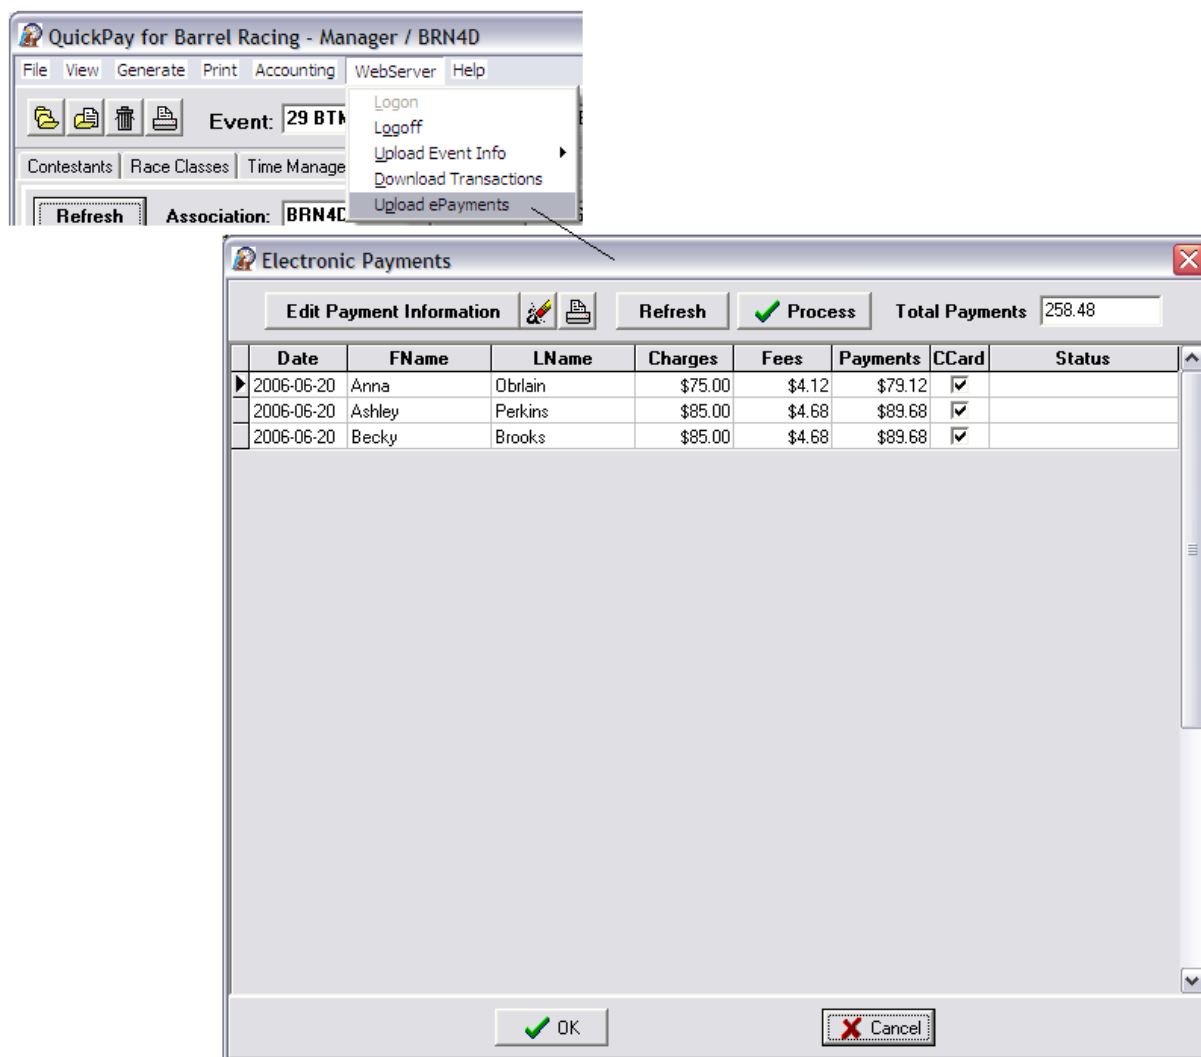 QuickPay for Barrel Racing - Manager / BRN4D
File View Generate Print Accounting WebServer Help
Event: 29 BTM
Logon
Logoff
Upload Event Info
Download Transactions
Upload ePayments
Contestants Race Classes Time Manage
Refresh Association: BRN4D
Electronic Payments
Edit Payment Information Refresh Process Total Payments 258.48
Date FName LName Charges Fees Payments CCard Status
2006-06-20 Anna Obrlain $75.00 $4.12 $79.12
2006-06-20 Ashley Perkins $85.00 $4.68 $89.68
2006-06-20 Becky Brooks $85.00 $4.68 $89.68
OK Cancel